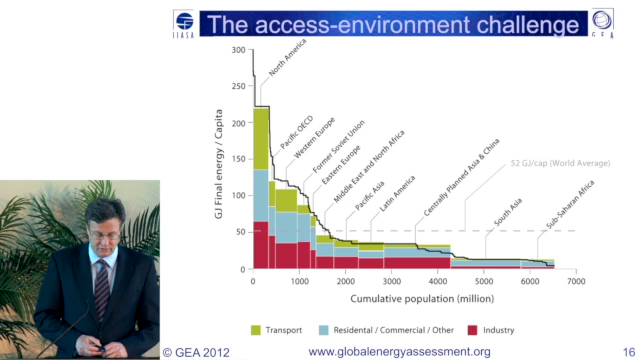 The access-environment challenge
IIASA
G E A
GJ Final energy / Capita
300
250
200
150
100
50
0
North America
Pacific OECD
Western Europe
Former Soviet Union
Eastern Europe
Middle East and North Africa
Pacific Asia
Latin America
Centrally Planned Asia & China
52 GJ/cap (World Average)
South Asia
Sub-Saharan Africa
0 1000 2000 3000 4000 5000 6000 7000
Cumulative population (million)
Transport Residential / Commercial / Other Industry
© GEA 2012 www.globalenergyassessment.org 16